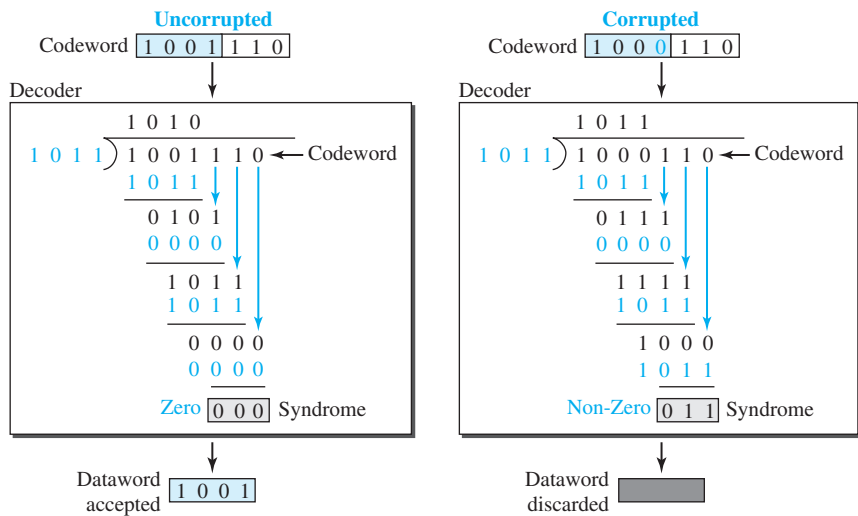 Uncorrupted
Codeword 1 0 0 1 1 1 0
Decoder
1 0 1 0
1 0 1 1 1 0 0 1 1 1 0 Codeword
1 0 1 1
0 1 0 1
0 0 0 0
1 0 1 1
1 0 1 1
0 0 0 0
0 0 0 0
Zero 0 0 0 Syndrome
Dataword
accepted 1 0 0 1
Corrupted
Codeword 1 0 0 0 1 1 0
Decoder
1 0 1 1
1 0 1 1 1 0 0 0 1 1 0 Codeword
1 0 1 1
0 1 1 1
0 0 0 0
1 1 1 1
1 0 1 1
1 0 0 0
1 0 1 1
Non-Zero 0 1 1 Syndrome
Dataword
discarded